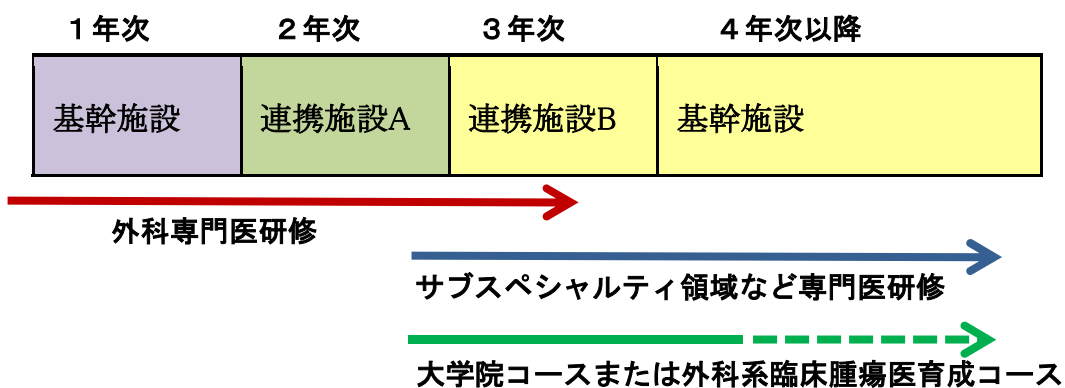 １年次　２年次　３年次　４年次以降
基幹施設　連携施設A　連携施設B　基幹施設
外科専門医研修
サブスペシャルティ領域など専門医研修
大学院コースまたは外科系臨床腫瘍医育成コース